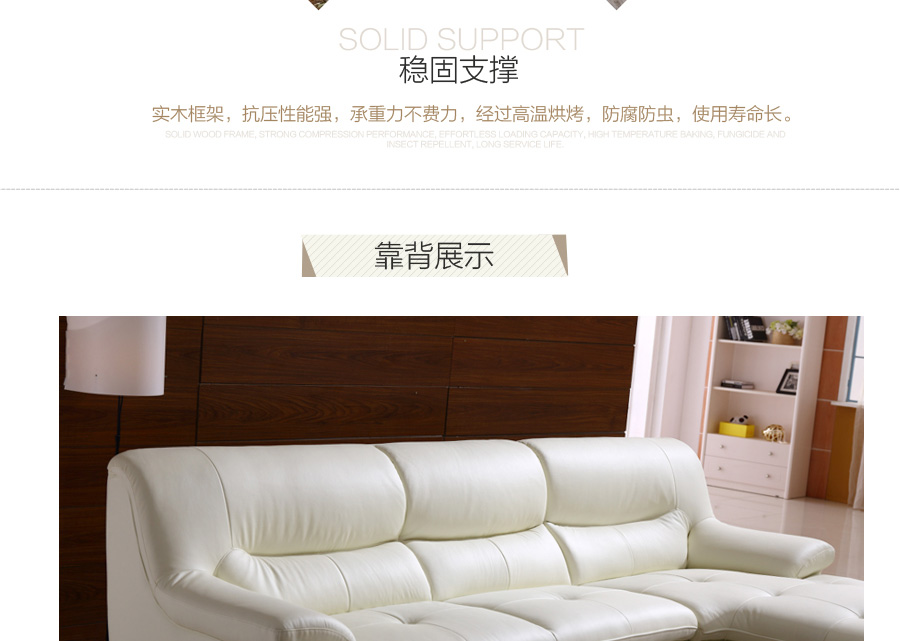 SOLID SUPPORT
稳固支撑
实木框架，抗压性能强，承重力不费力，经过高温烘烤，防腐防虫，使用寿命长。
SOLID WOOD FRAME, STRONG COMPRESSION PERFORMANCE, EFFORTLESS LOADING CAPACITY, HIGH TEMPERATURE BAKING, FUNGICIDE AND
INSECT REPELLENT, LONG SERVICE LIFE.
靠背展示